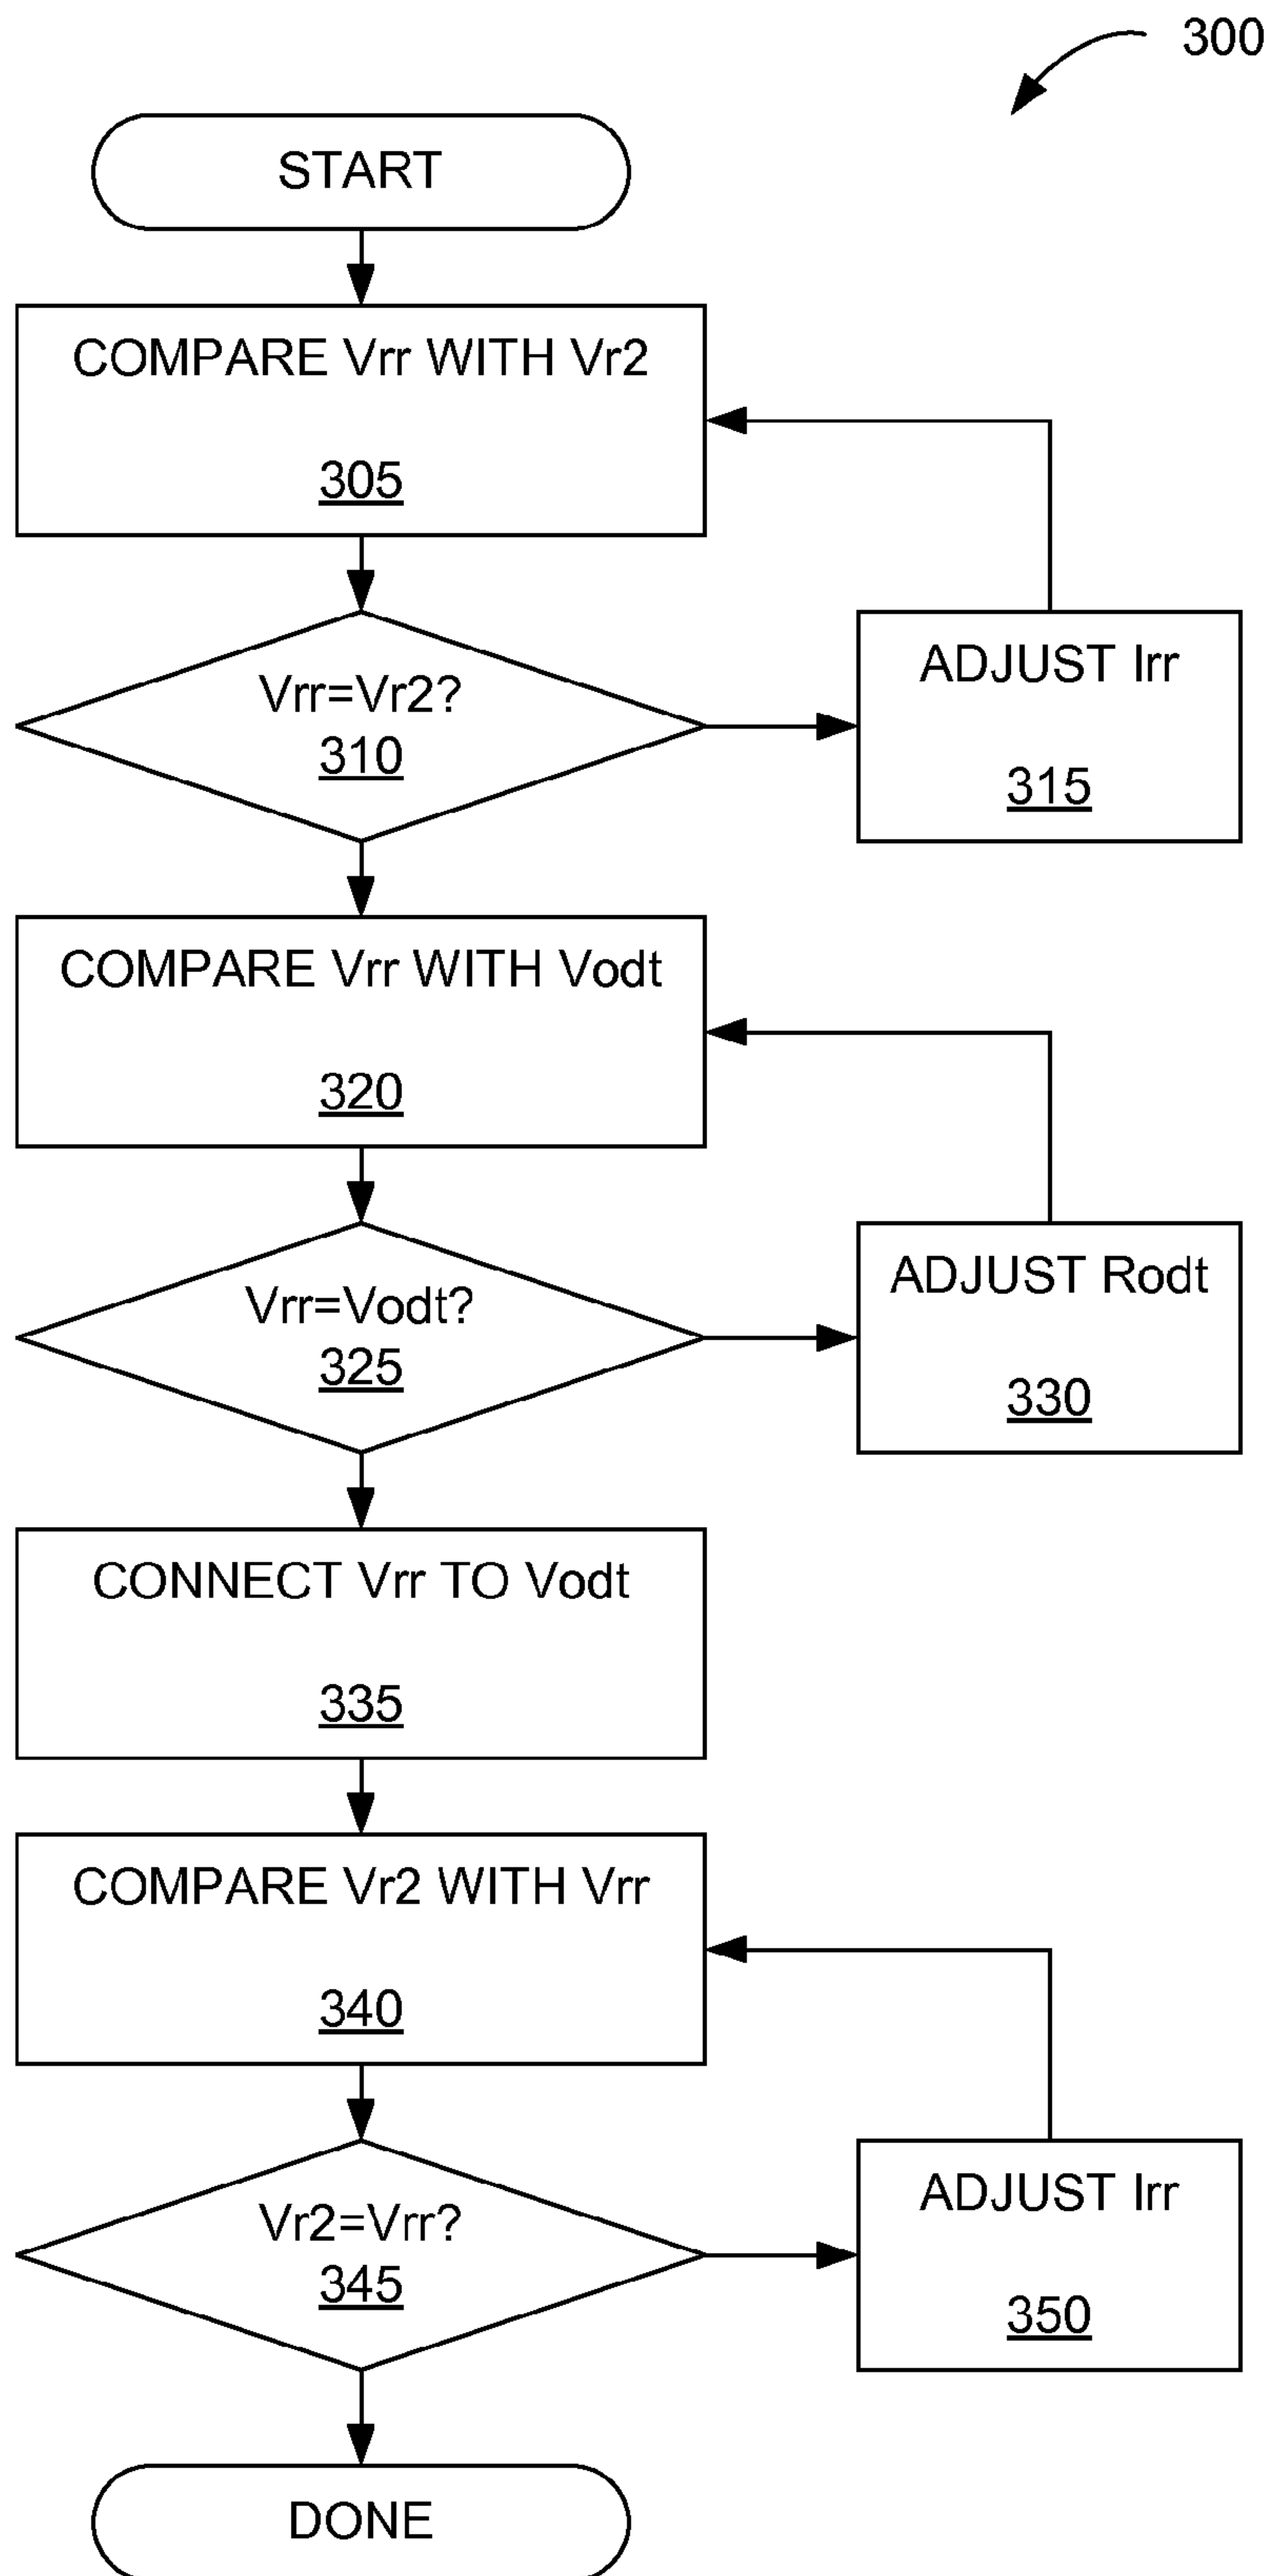 300
START
COMPARE Vrr WITH Vr2
305
Vrr=Vr2?
310
ADJUST Irr
315
COMPARE Vrr WITH Vodt
320
Vrr=Vodt?
325
ADJUST Rodt
330
CONNECT Vrr TO Vodt
335
COMPARE Vr2 WITH Vrr
340
Vr2=Vrr?
345
ADJUST Irr
350
DONE